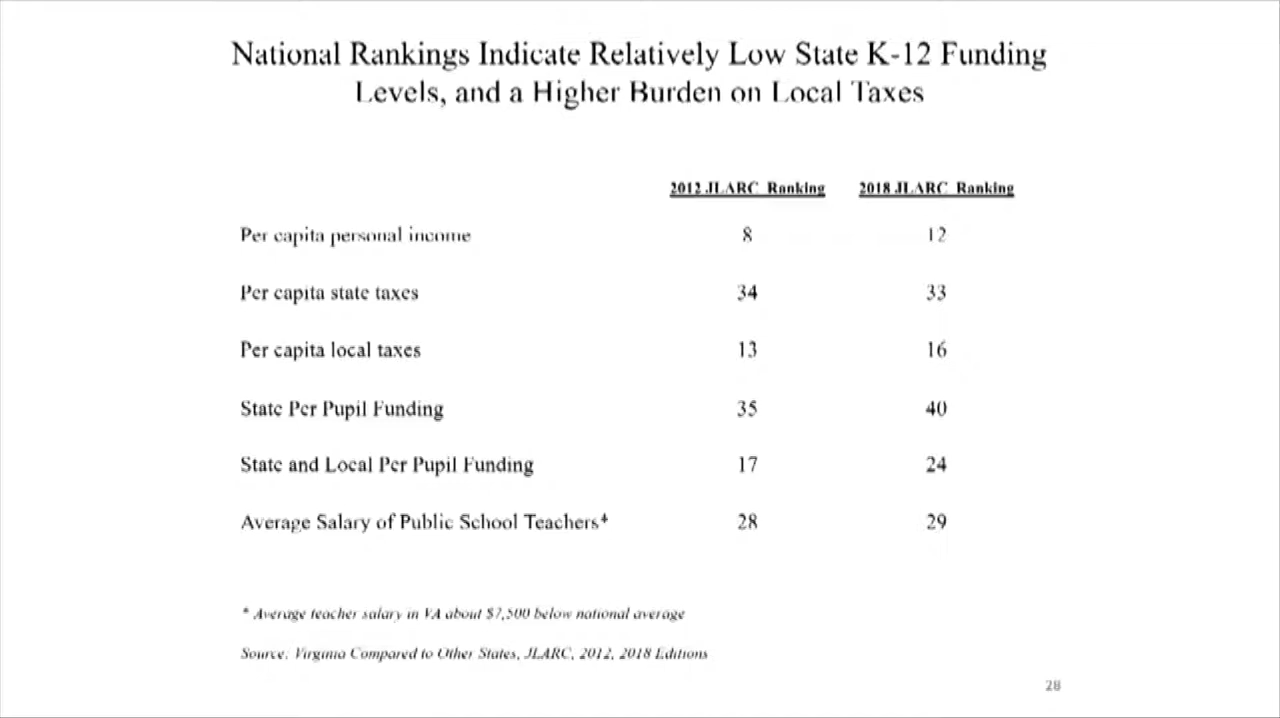 National Rankings Indicate Relatively Low State K-12 Funding
Levels, and a Higher Burden on Local Taxes
2012 JLARC Ranking 2018 JLARC Ranking
Per capita personal income 8 12
Per capita state taxes 34 33
Per capita local taxes 13 16
State Per Pupil Funding 35 40
State and Local Per Pupil Funding 17 24
Average Salary of Public School Teachers* 28 29
* Average teacher salary in VA about $7,500 below national average
Source: Virginia Compared to Other States, JLARC, 2012, 2018 Editions
28